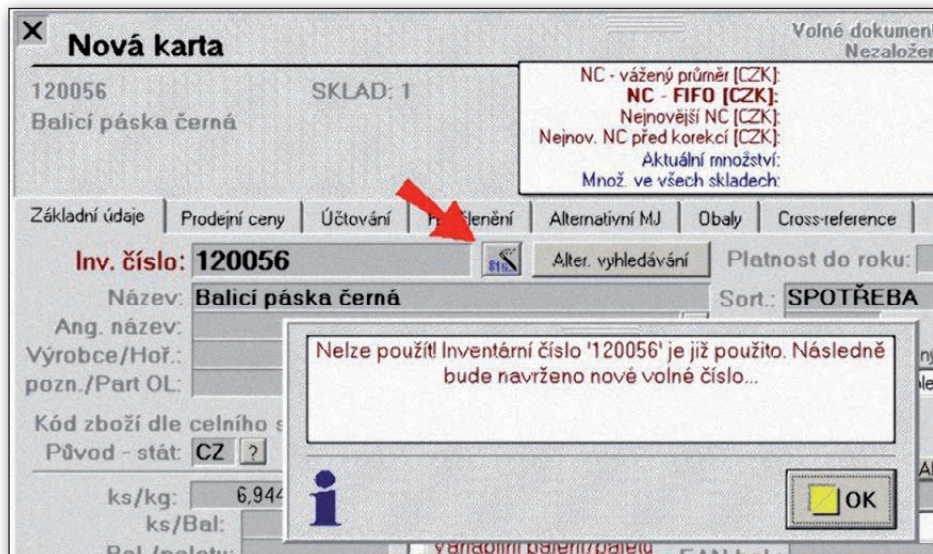 Nová karta
Volné
120056
SKLAD: 1
Balicí páska černá
NC - vážený průměr [CZK]:
NC - FIFO [CZK]:
Nejnovější NC [CZK]:
Nejnov. NC před korekcí [CZK]:
Aktuální množství:
Množ. ve všech skladech:
Základní údaje Prodejní ceny Účtování Alternativní MJ Obaly Cross-reference
Inv. číslo: 120056 Alter. vyhledávání Platnost do roku:
Název: Balicí páska černá Sort.: SPOTŘEBA
Ang. název:
Výrobce/Hoř.:
pozn./Part OL:
Nelze použít! Inventární číslo '120056' je již použito. Následně
bude navrženo nové volné číslo...
Kód zboží dle celního
Původ - stát: CZ ?
ks/kg: 6,944
ks/Bal:
OK